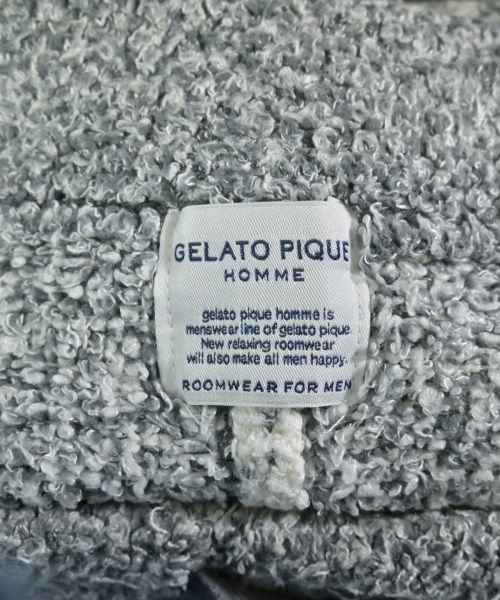 GELATO PIQUE
HOMME
gelato pique homme is
menswear line of gelato pique.
New relaxing roomwear
will also make all men happy.
ROOMWEAR FOR MEN